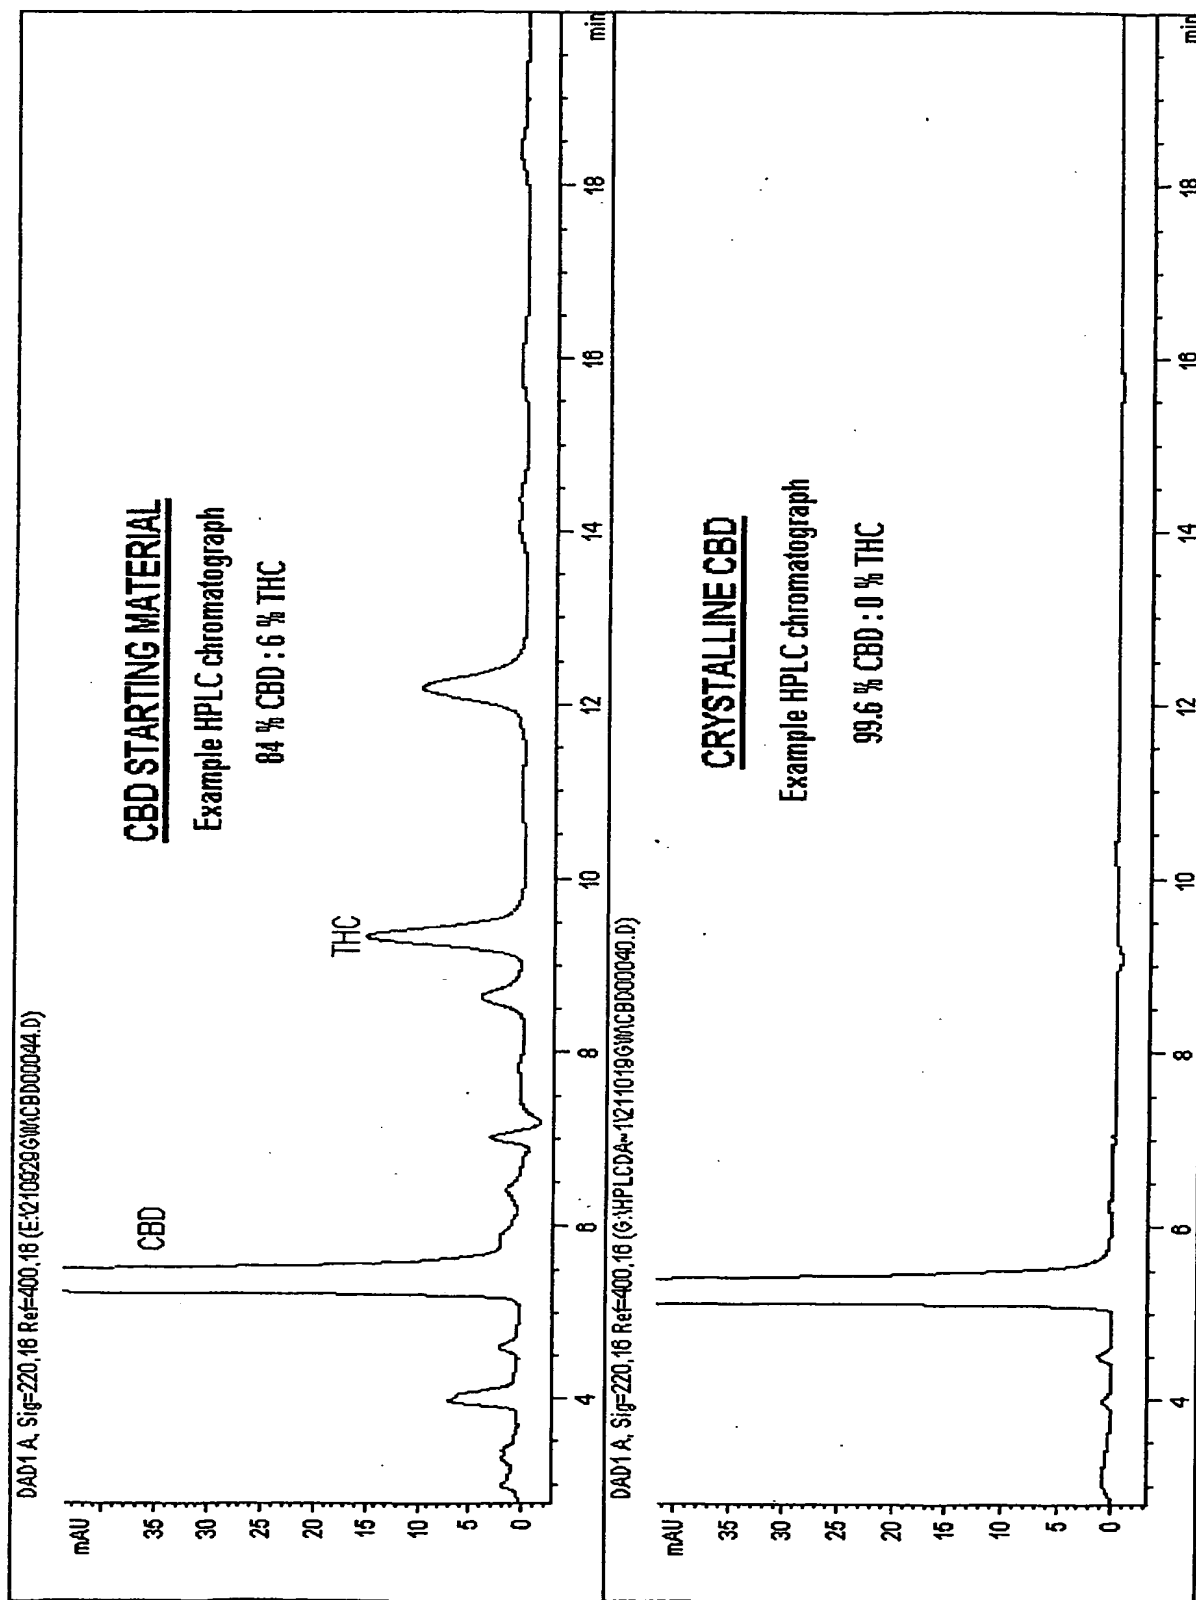 DAD1 A, Sig=220,16 Ref=400,16 (E:\210929GW\CBD00044.D)
mAU
35
30
25
20
15
10
5
0
CBD
THC
CBD STARTING MATERIAL
Example HPLC chromatograph
84 % CBD : 6 % THC
4
6
8
10
12
14
16
18
min
DAD1 A, Sig=220,16 Ref=400,16 (G:\HPLCDA~1\211019GW\CBD00040.D)
mAU
35
30
25
20
15
10
5
0
CRYSTALLINE CBD
Example HPLC chromatograph
99.6 % CBD : 0 % THC
4
6
8
10
12
14
16
18
min